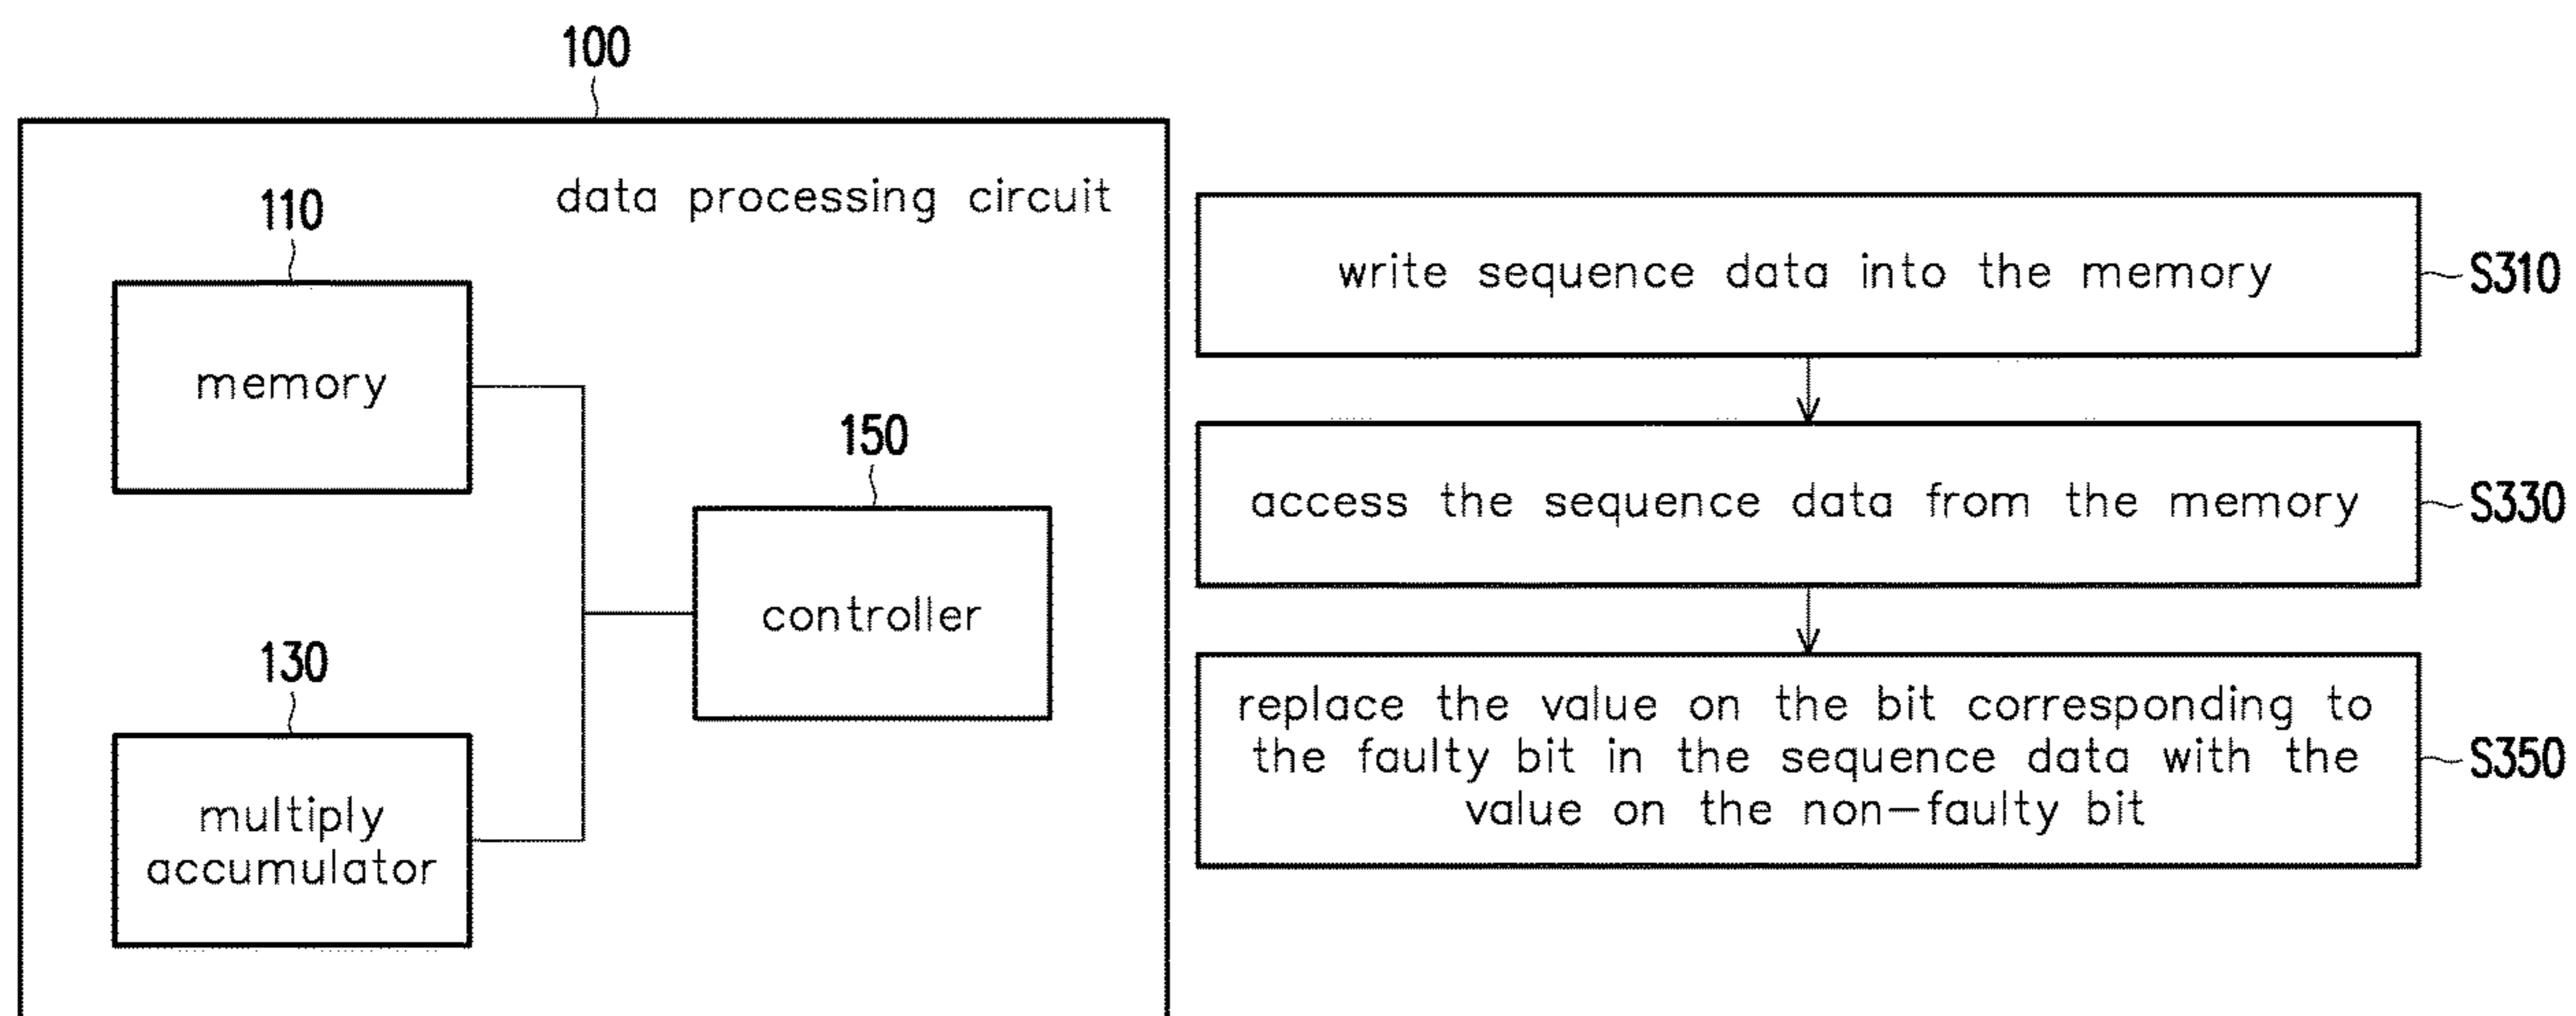 100
data processing circuit
110
memory
150
controller
130
multiply
accumulator
write sequence data into the memory
S310
access the sequence data from the memory
S330
replace the value on the bit corresponding to
the faulty bit in the sequence data with the
value on the non-faulty bit
S350